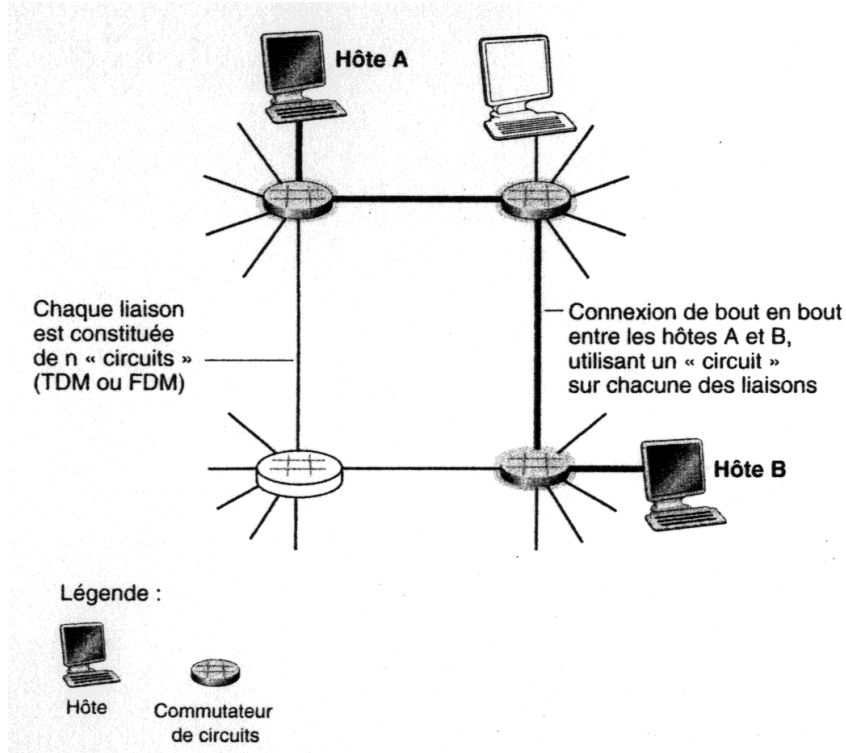 Hôte A
Chaque liaison
est constituée
de n « circuits »
(TDM ou FDM)
Connexion de bout en bout
entre les hôtes A et B,
utilisant un « circuit »
sur chacune des liaisons
Hôte B
Légende :
Hôte
Commutateur
de circuits